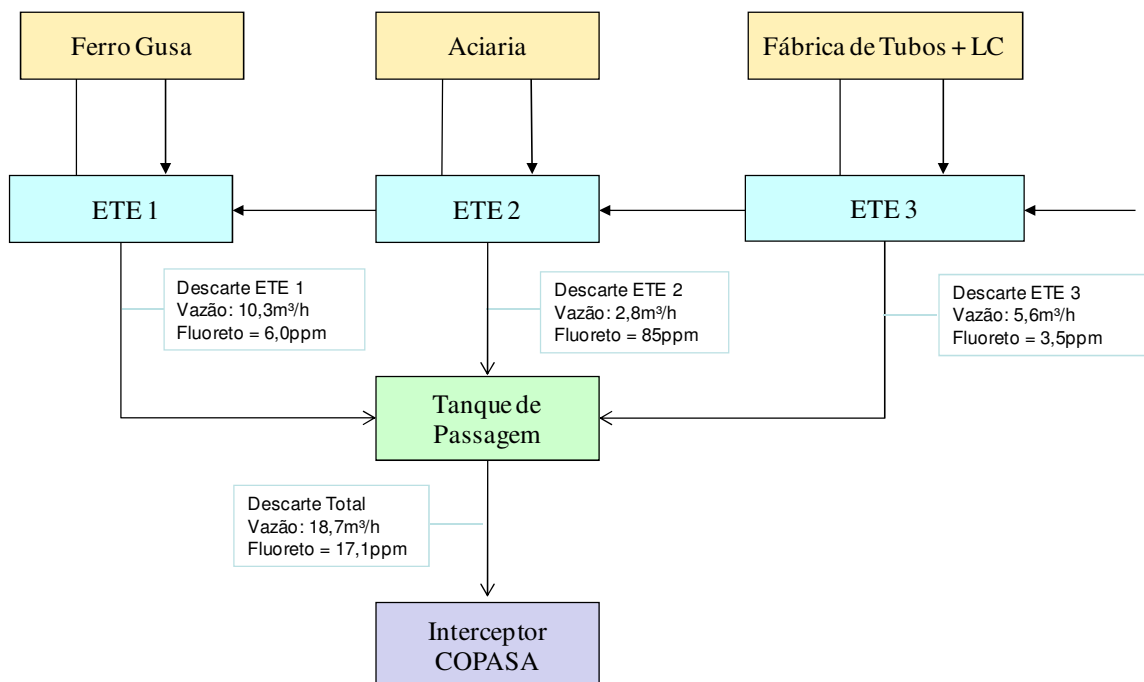 Ferro Gusa
Aciaria
Fábrica de Tubos + LC
ETE 1
ETE 2
ETE 3
Descarte ETE 1
Vazão: 10,3m³/h
Fluoreto = 6,0ppm
Descarte ETE 2
Vazão: 2,8m³/h
Fluoreto = 85ppm
Descarte ETE 3
Vazão: 5,6m³/h
Fluoreto = 3,5ppm
Tanque de
Passagem
Descarte Total
Vazão: 18,7m³/h
Fluoreto = 17,1ppm
Interceptor
COPASA